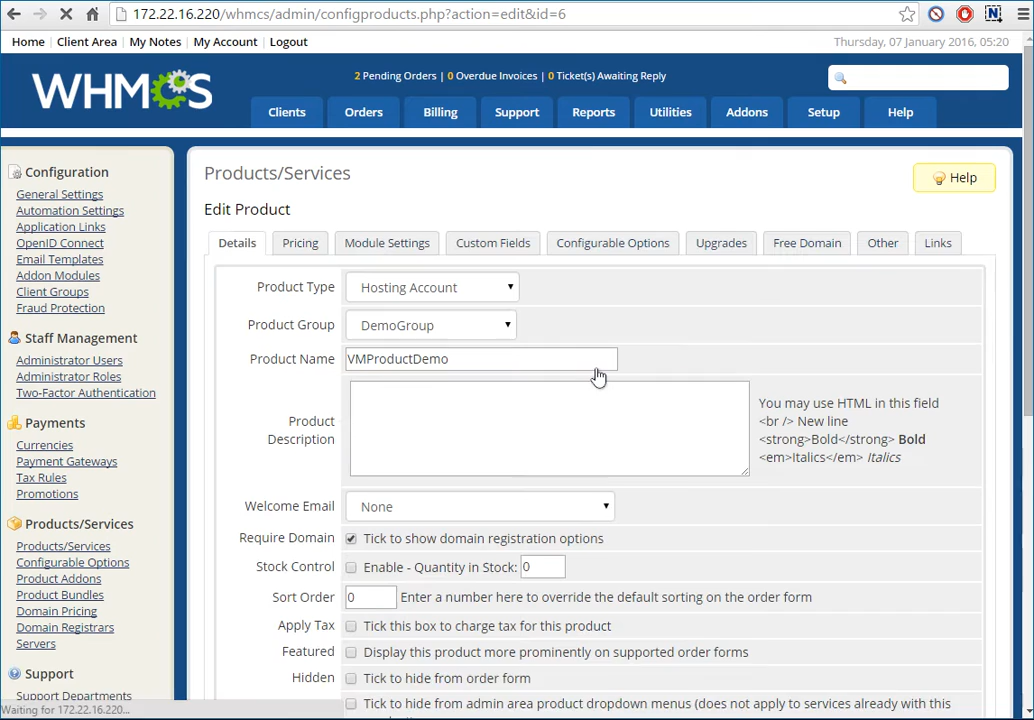 172.22.16.220/whmcs/admin/configproducts.php?action=edit&id=6
Home | Client Area | My Notes | My Account | Logout
Thursday, 07 January 2016, 05:20
WHMCS
2 Pending Orders | 0 Overdue Invoices | 0 Ticket(s) Awaiting Reply
Clients Orders Billing Support Reports Utilities Addons Setup Help
Configuration
General Settings
Automation Settings
Application Links
OpenID Connect
Email Templates
Addon Modules
Client Groups
Fraud Protection
Staff Management
Administrator Users
Administrator Roles
Two-Factor Authentication
Payments
Currencies
Payment Gateways
Tax Rules
Promotions
Products/Services
Products/Services
Configurable Options
Product Addons
Product Bundles
Domain Pricing
Domain Registrars
Servers
Support
Support Departments
Waiting for 172.22.16.220...
Products/Services
Help
Edit Product
Details Pricing Module Settings Custom Fields Configurable Options Upgrades Free Domain Other Links
Product Type Hosting Account
Product Group DemoGroup
Product Name VMProductDemo
Product Description
You may use HTML in this field
<br /> New line
<strong>Bold</strong> Bold
<em>Italics</em> Italics
Welcome Email None
Require Domain Tick to show domain registration options
Stock Control Enable - Quantity in Stock: 0
Sort Order 0 Enter a number here to override the default sorting on the order form
Apply Tax Tick this box to charge tax for this product
Featured Display this product more prominently on supported order forms
Hidden Tick to hide from order form
Tick to hide from admin area product dropdown menus (does not apply to services already with this